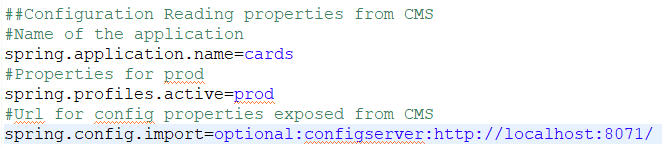 ##Configuration Reading properties from CMS
#Name of the application
spring.application.name=cards
#Properties for prod
spring.profiles.active=prod
#Url for config properties exposed from CMS
spring.config.import=optional:configserver:http://localhost:8071/